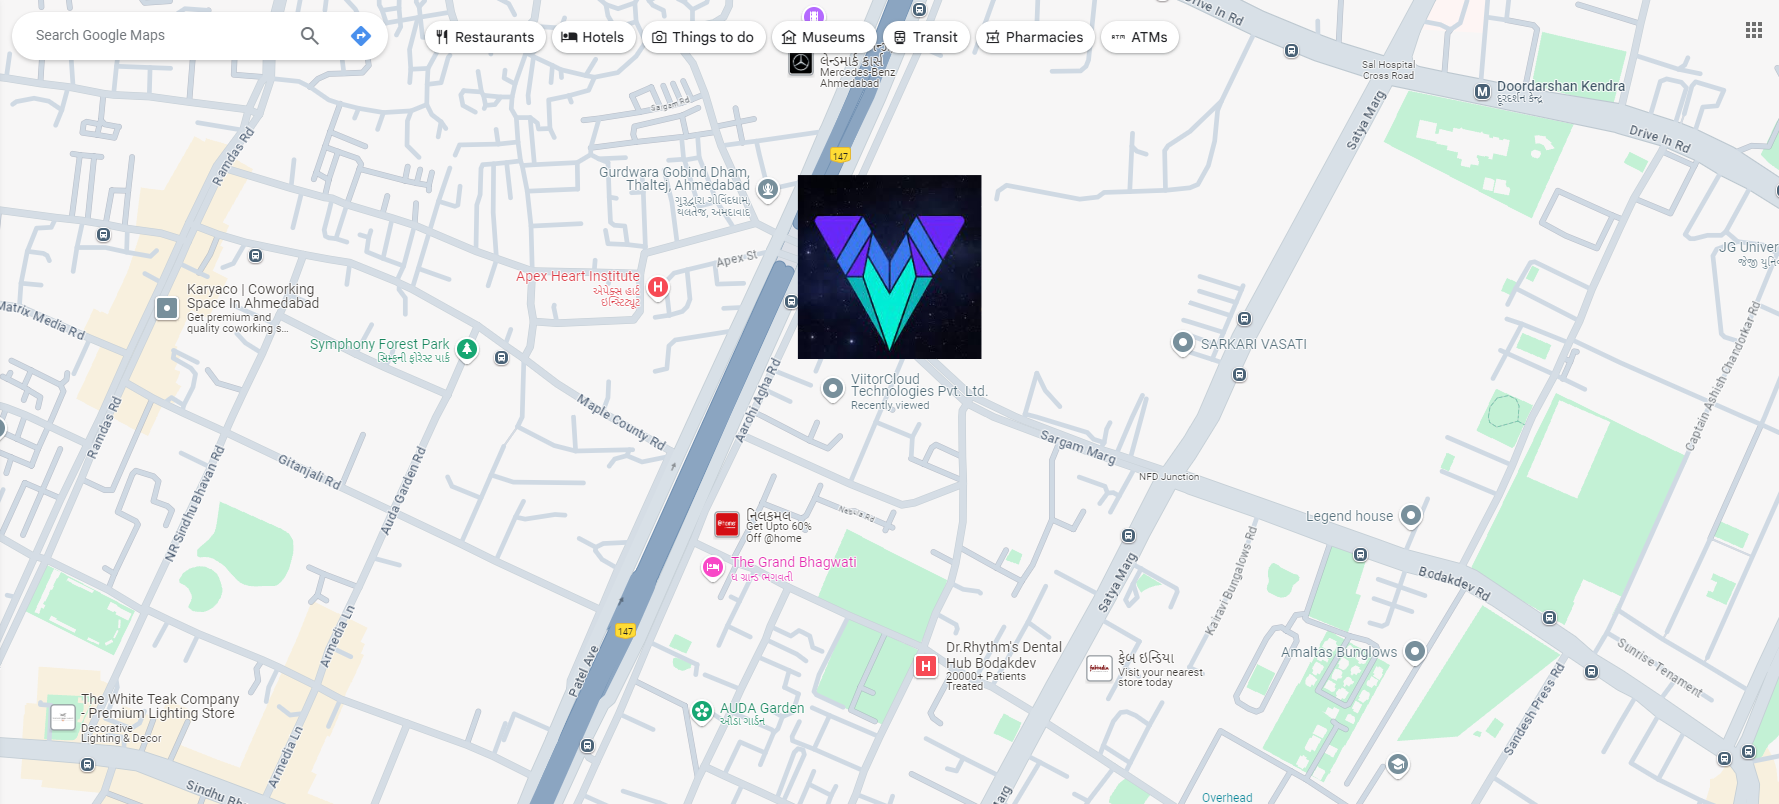 Search Google Maps
Restaurants
Hotels
Things to do
Museums
Transit
Pharmacies
ATMs
Drive In Rd
લેન્ડમાર્ક કાર્સ
Mercedes-Benz
Ahmedabad
Sal Hospital
Cross Road
Doordarshan Kendra
દૂરદર્શન કેન્દ્ર
Drive In Rd
Satya Marg
Sargam Rd
Ramdas Rd
147
Gurdwara Gobind Dham,
Thaltej, Ahmedabad
ગુરુદ્વારા ગોવિંદધામ,
થલતેજ, અમદાવાદ
JG Univer
જેજી યુનિ
Apex St
Apex Heart Institute
એપેક્સ હાર્ટ
ઇન્સ્ટિટ્યૂટ
Karyaco | Coworking
Space In Ahmedabad
Get premium and
quality coworking s...
Matrix Media Rd
Symphony Forest Park
સિમ્ફની ફોરેસ્ટ પાર્ક
SARKARI VASATI
Captain Ashish Chandorkar Rd
ViitorCloud
Technologies Pvt. Ltd.
Recently viewed
Aarohi Agha Rd
Maple County Rd
Ramdas Rd
Sargam Marg
NFD Junction
Gitanjali Rd
NR Sindhu Bhavan Rd
Auda Garden Rd
નિલકમલ
Get Upto 60%
Off @home
Legend house
The Grand Bhagwati
ધ ગ્રાન્ડ ભગવતી
Satya Marg
Kairavi Bungalows Rd
Bodakdev Rd
147
Armedia Ln
Patel Ave
Dr.Rhythm's Dental
Hub Bodakdev
20000+ Patients
Treated
ફેબ ઇન્ડિયા
Visit your nearest
store today
Amaltas Bunglows
Sunrise Tenament
Sandesh Press Rd
The White Teak Company
- Premium Lighting Store
Decorative
Lighting & Decor
AUDA Garden
ઔડા ગાર્ડન
Armedia Ln
Sindhu Bh
Marg
Overhead